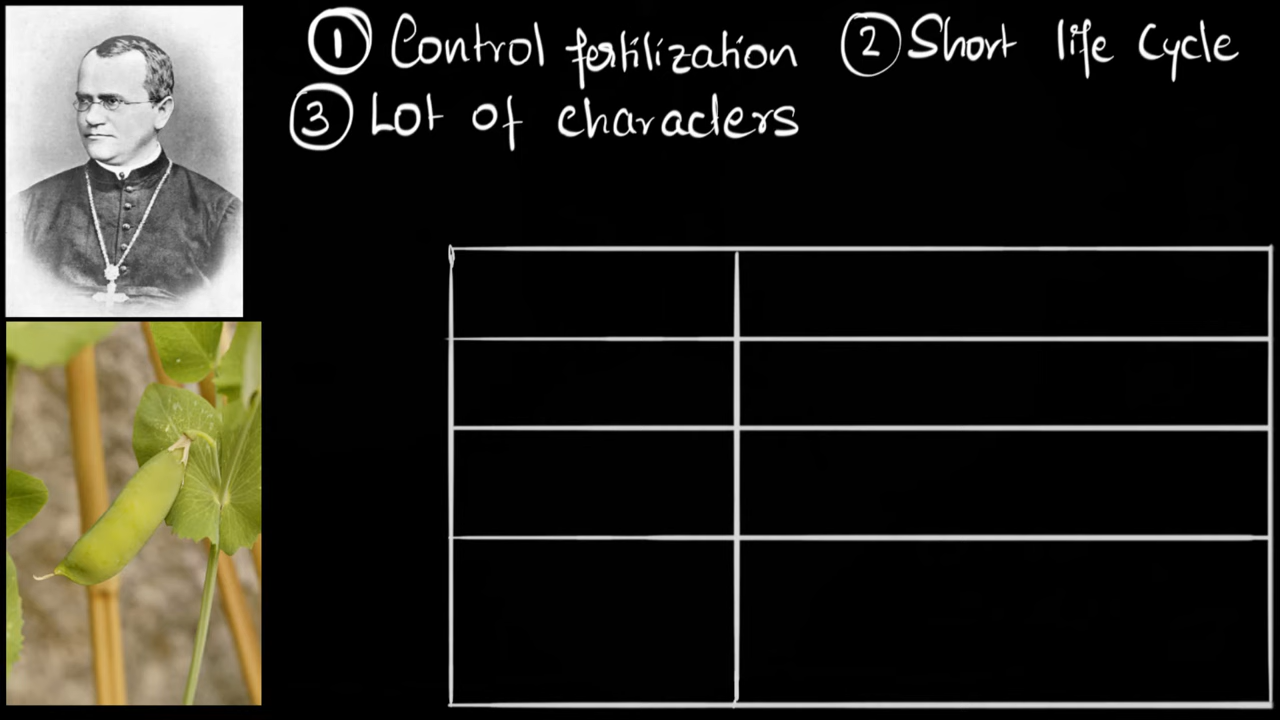 ① Control fertilization ② Short life Cycle
③ Lot of characters